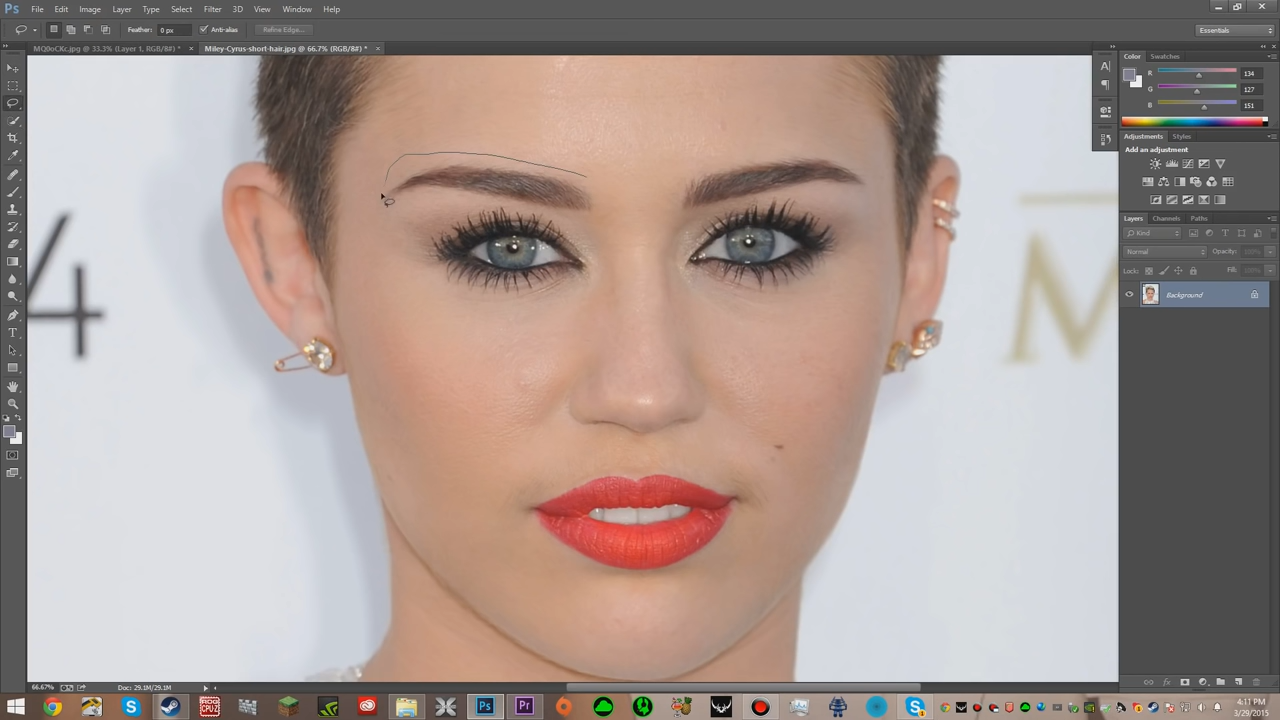 Ps File Edit Image Layer Type Select Filter 3D View Window Help
Feather: 0 px Anti-alias Refine Edge... Essentials
MQ0oCKc.jpg @ 33.3% (Layer 1, RGB/8#) * × Miley-Cyrus-short-hair.jpg @ 66.7% (RGB/8#) * ×
Color Swatches
R 134
G 127
B 151
Adjustments Styles
Add an adjustment
Layers Channels Paths
Kind
Normal Opacity: 100%
Lock: Fill: 100%
Background
4
M
66.67% Doc: 29.1M/29.1M
4:11 PM
3/29/2015